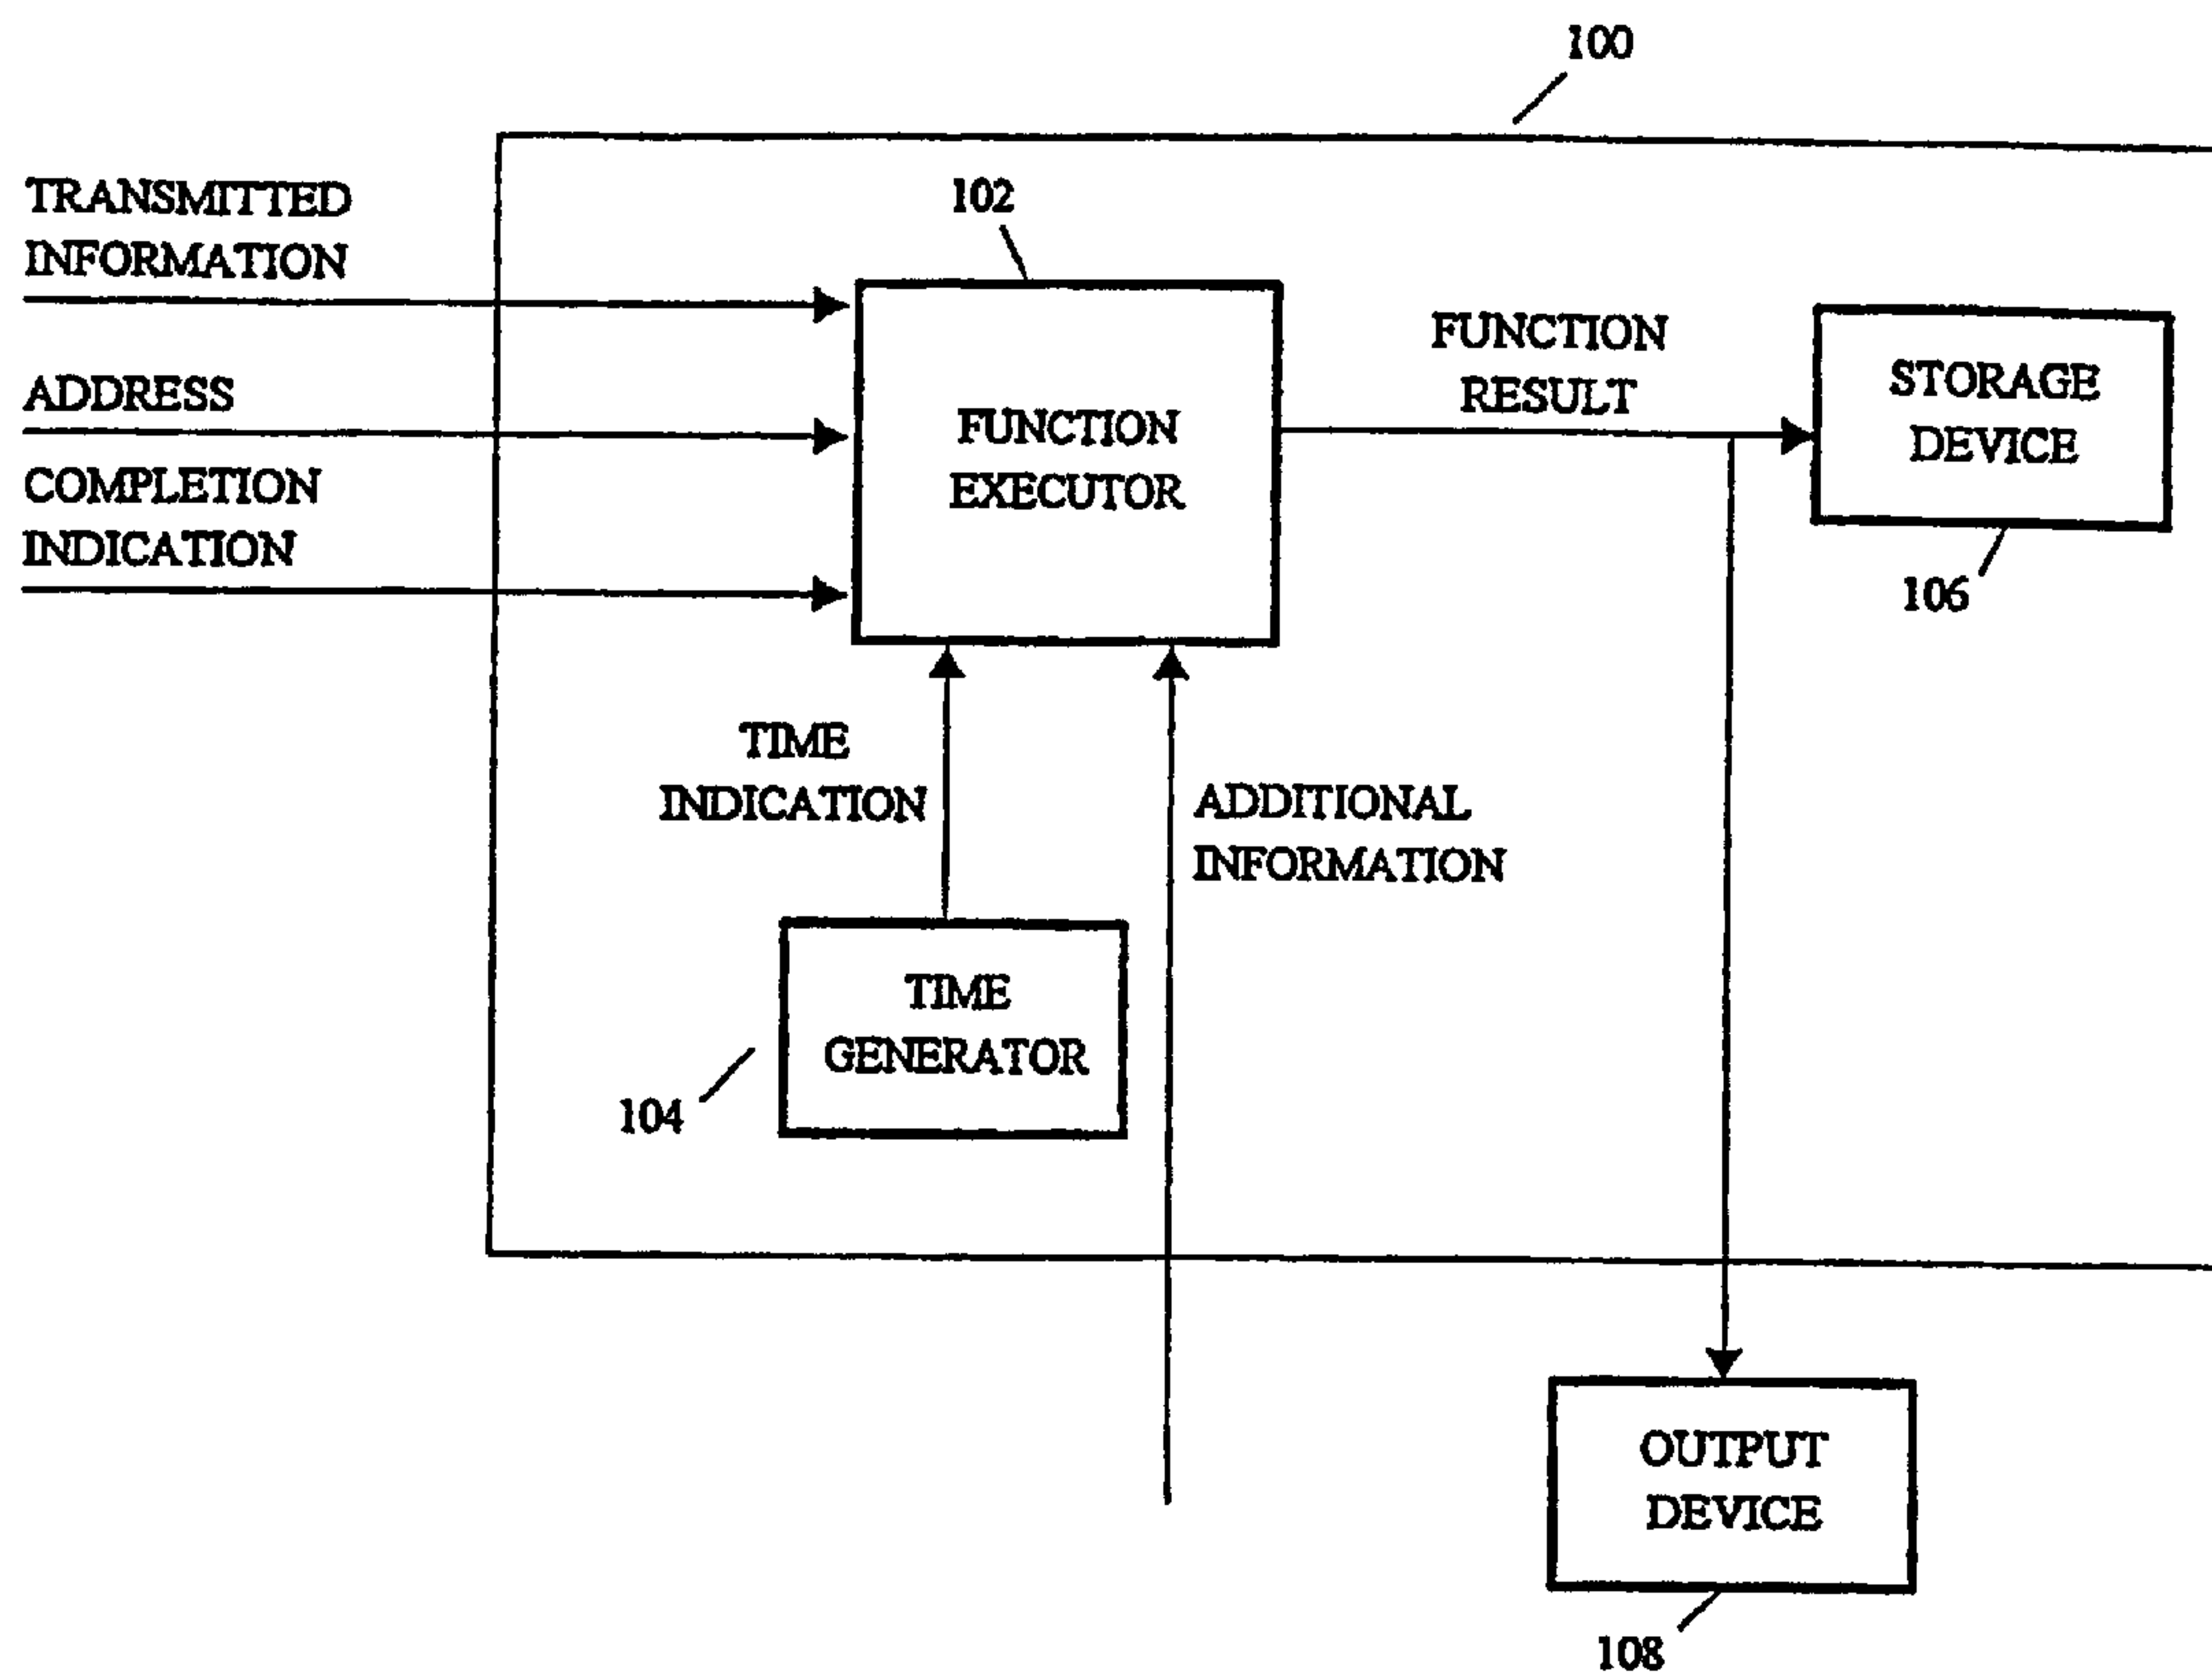 100
TRANSMITTED
INFORMATION
102
ADDRESS
COMPLETION
INDICATION
FUNCTION
EXECUTOR
FUNCTION
RESULT
STORAGE
DEVICE
106
TIME
INDICATION
ADDITIONAL
INFORMATION
TIME
GENERATOR
104
OUTPUT
DEVICE
108